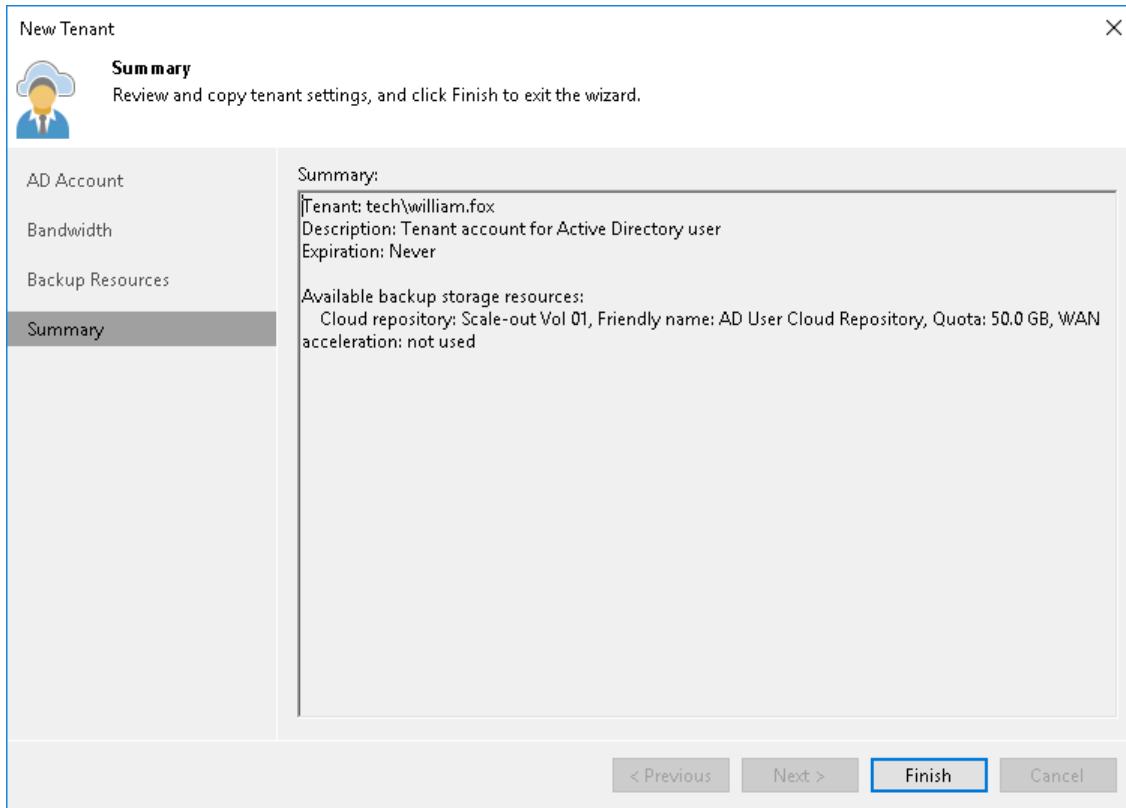 New Tenant
Summary
Review and copy tenant settings, and click Finish to exit the wizard.
AD Account
Bandwidth
Backup Resources
Summary
Summary:
Tenant: tech\william.fox
Description: Tenant account for Active Directory user
Expiration: Never
Available backup storage resources:
Cloud repository: Scale-out Vol 01, Friendly name: AD User Cloud Repository, Quota: 50.0 GB, WAN
acceleration: not used
< Previous
Next >
Finish
Cancel